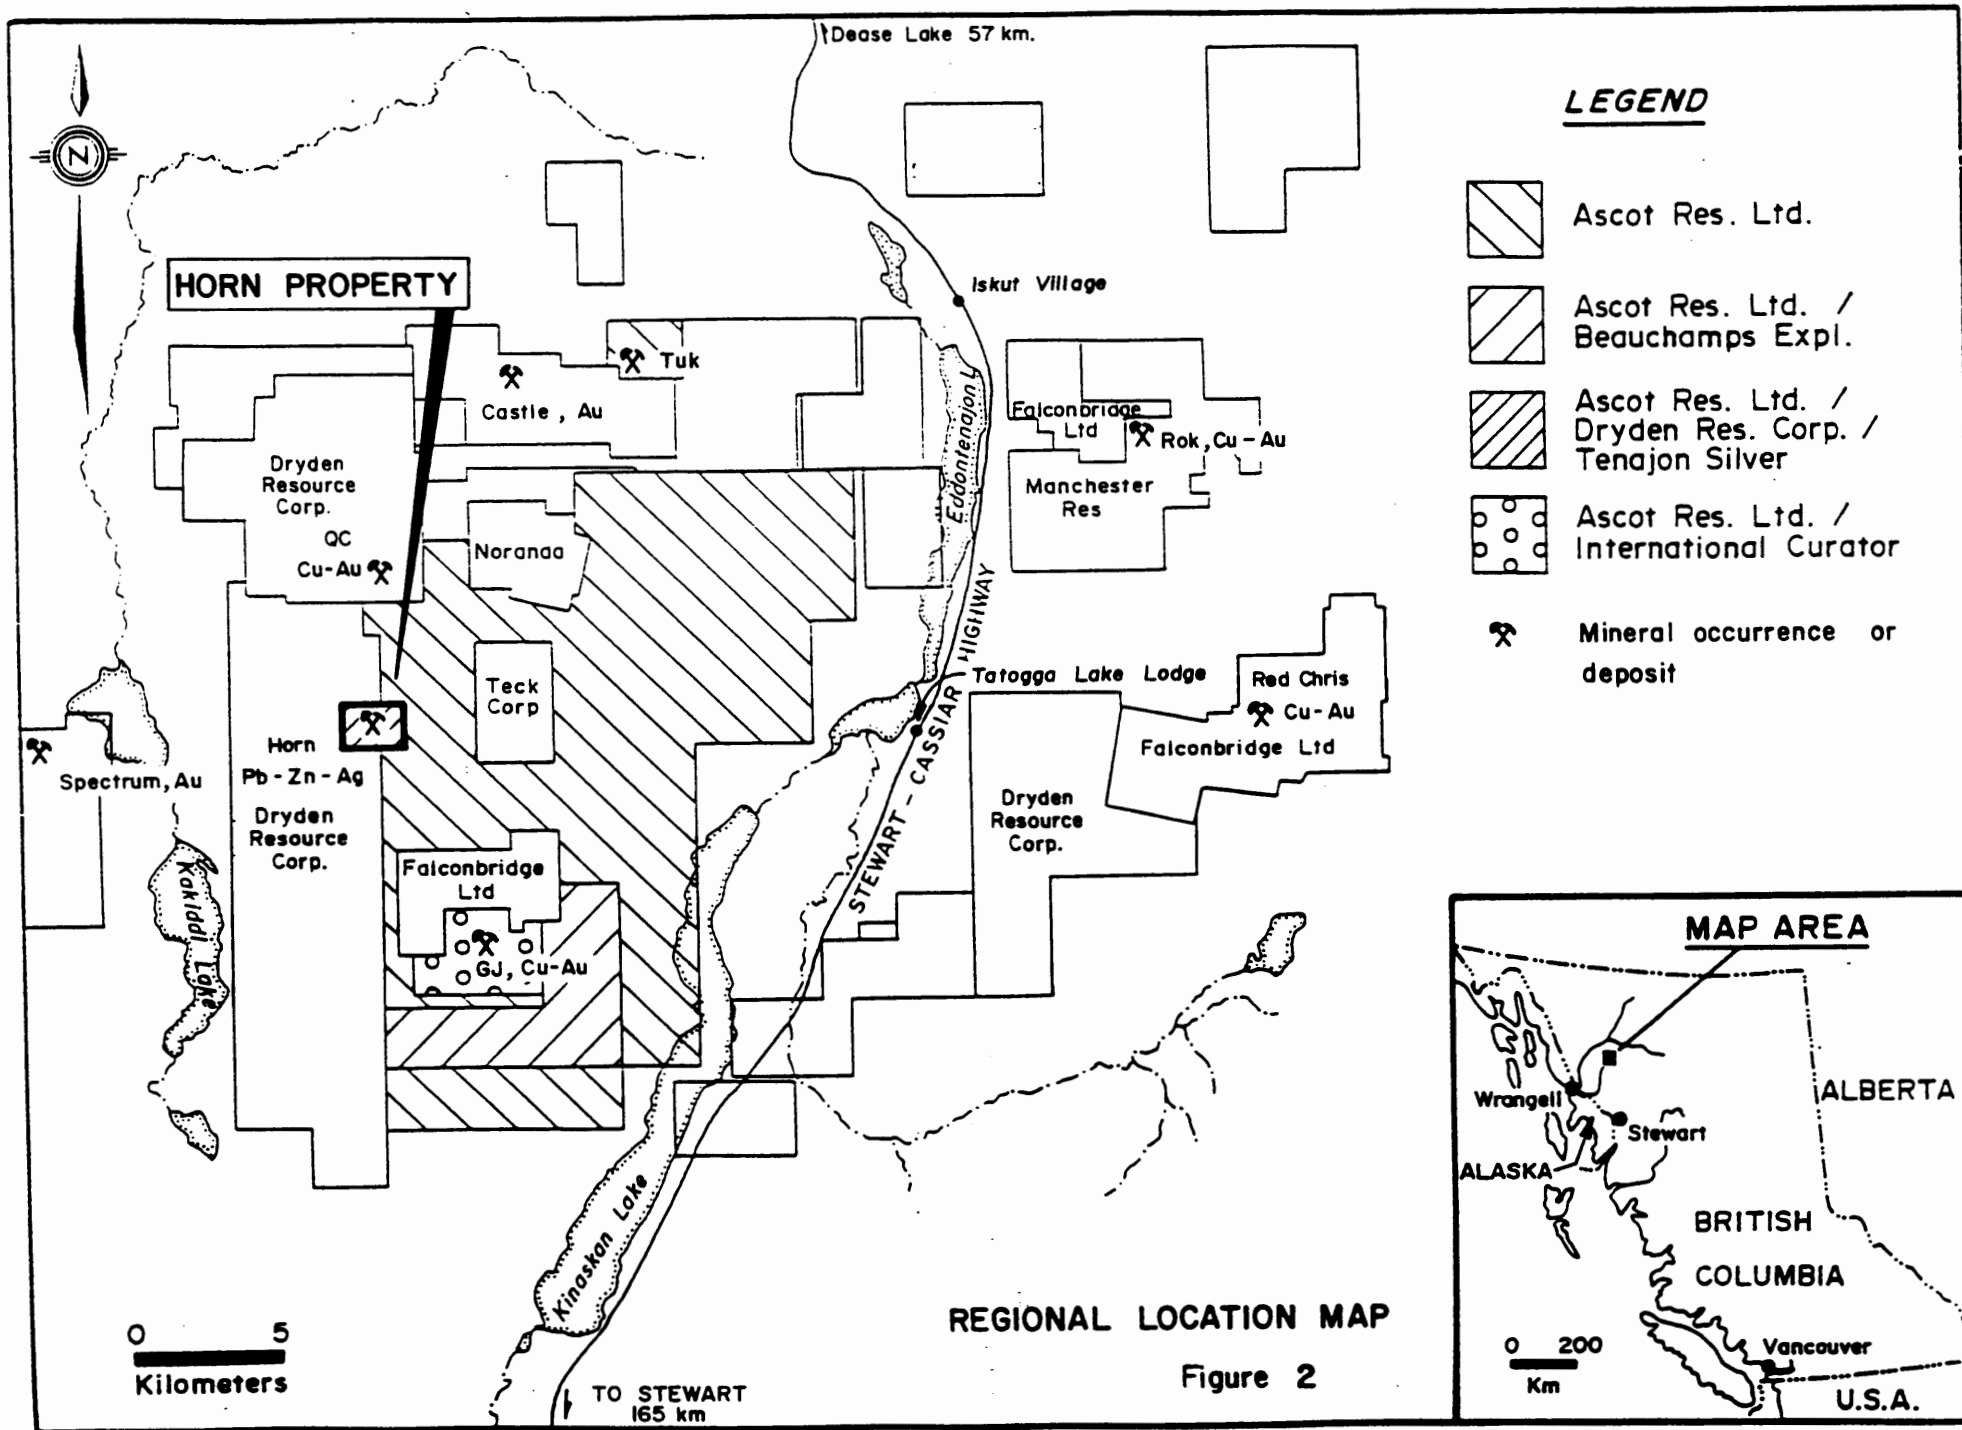 Dease Lake 57 km.
N
HORN PROPERTY
Iskut Village
Tuk
Castle, Au
Eddontenajon L
Falconbridge
Ltd
Rok, Cu-Au
Manchester
Res
Dryden
Resource
Corp.
QC
Cu-Au
Noranda
STEWART - CASSIAR HIGHWAY
Tatogga Lake Lodge
Teck
Corp
Red Chris
Cu-Au
Falconbridge Ltd
Horn
Pb-Zn-Ag
Spectrum, Au
Dryden
Resource
Corp.
Dryden
Resource
Corp.
Falconbridge
Ltd
Kakiddi Lake
GJ, Cu-Au
Kinaskan Lake
0 5
Kilometers
TO STEWART
165 km
REGIONAL LOCATION MAP
Figure 2
LEGEND
Ascot Res. Ltd.
Ascot Res. Ltd. /
Beauchamps Expl.
Ascot Res. Ltd. /
Dryden Res. Corp. /
Tenajon Silver
Ascot Res. Ltd. /
International Curator
Mineral occurrence or
deposit
MAP AREA
Wrangell
Stewart
ALASKA
ALBERTA
BRITISH
COLUMBIA
0 200
Km
Vancouver
U.S.A.